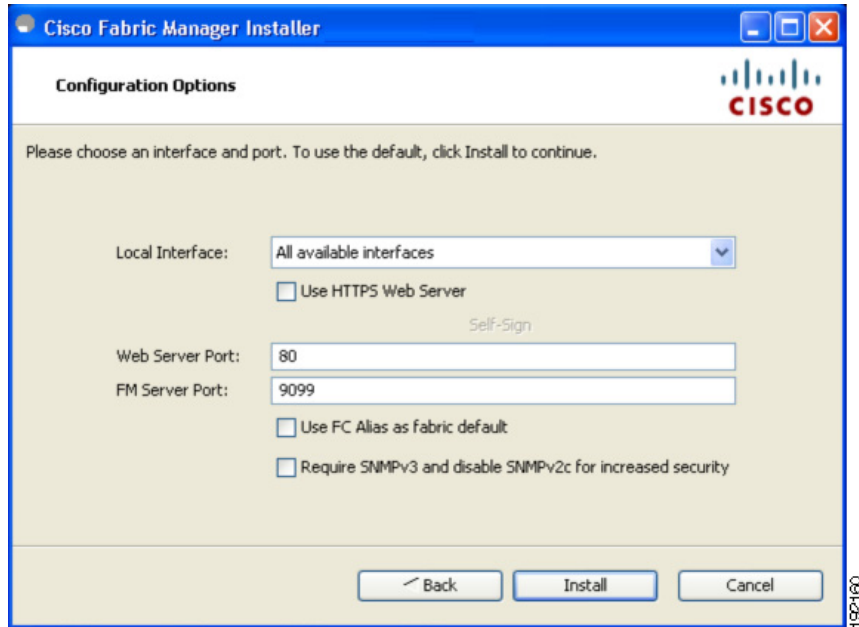 Cisco Fabric Manager Installer
Configuration Options
CISCO
Please choose an interface and port. To use the default, click Install to continue.
Local Interface: All available interfaces
Use HTTPS Web Server
Self-Sign
Web Server Port: 80
FM Server Port: 9099
Use FC Alias as fabric default
Require SNMPv3 and disable SNMPv2c for increased security
Back Install Cancel
192160